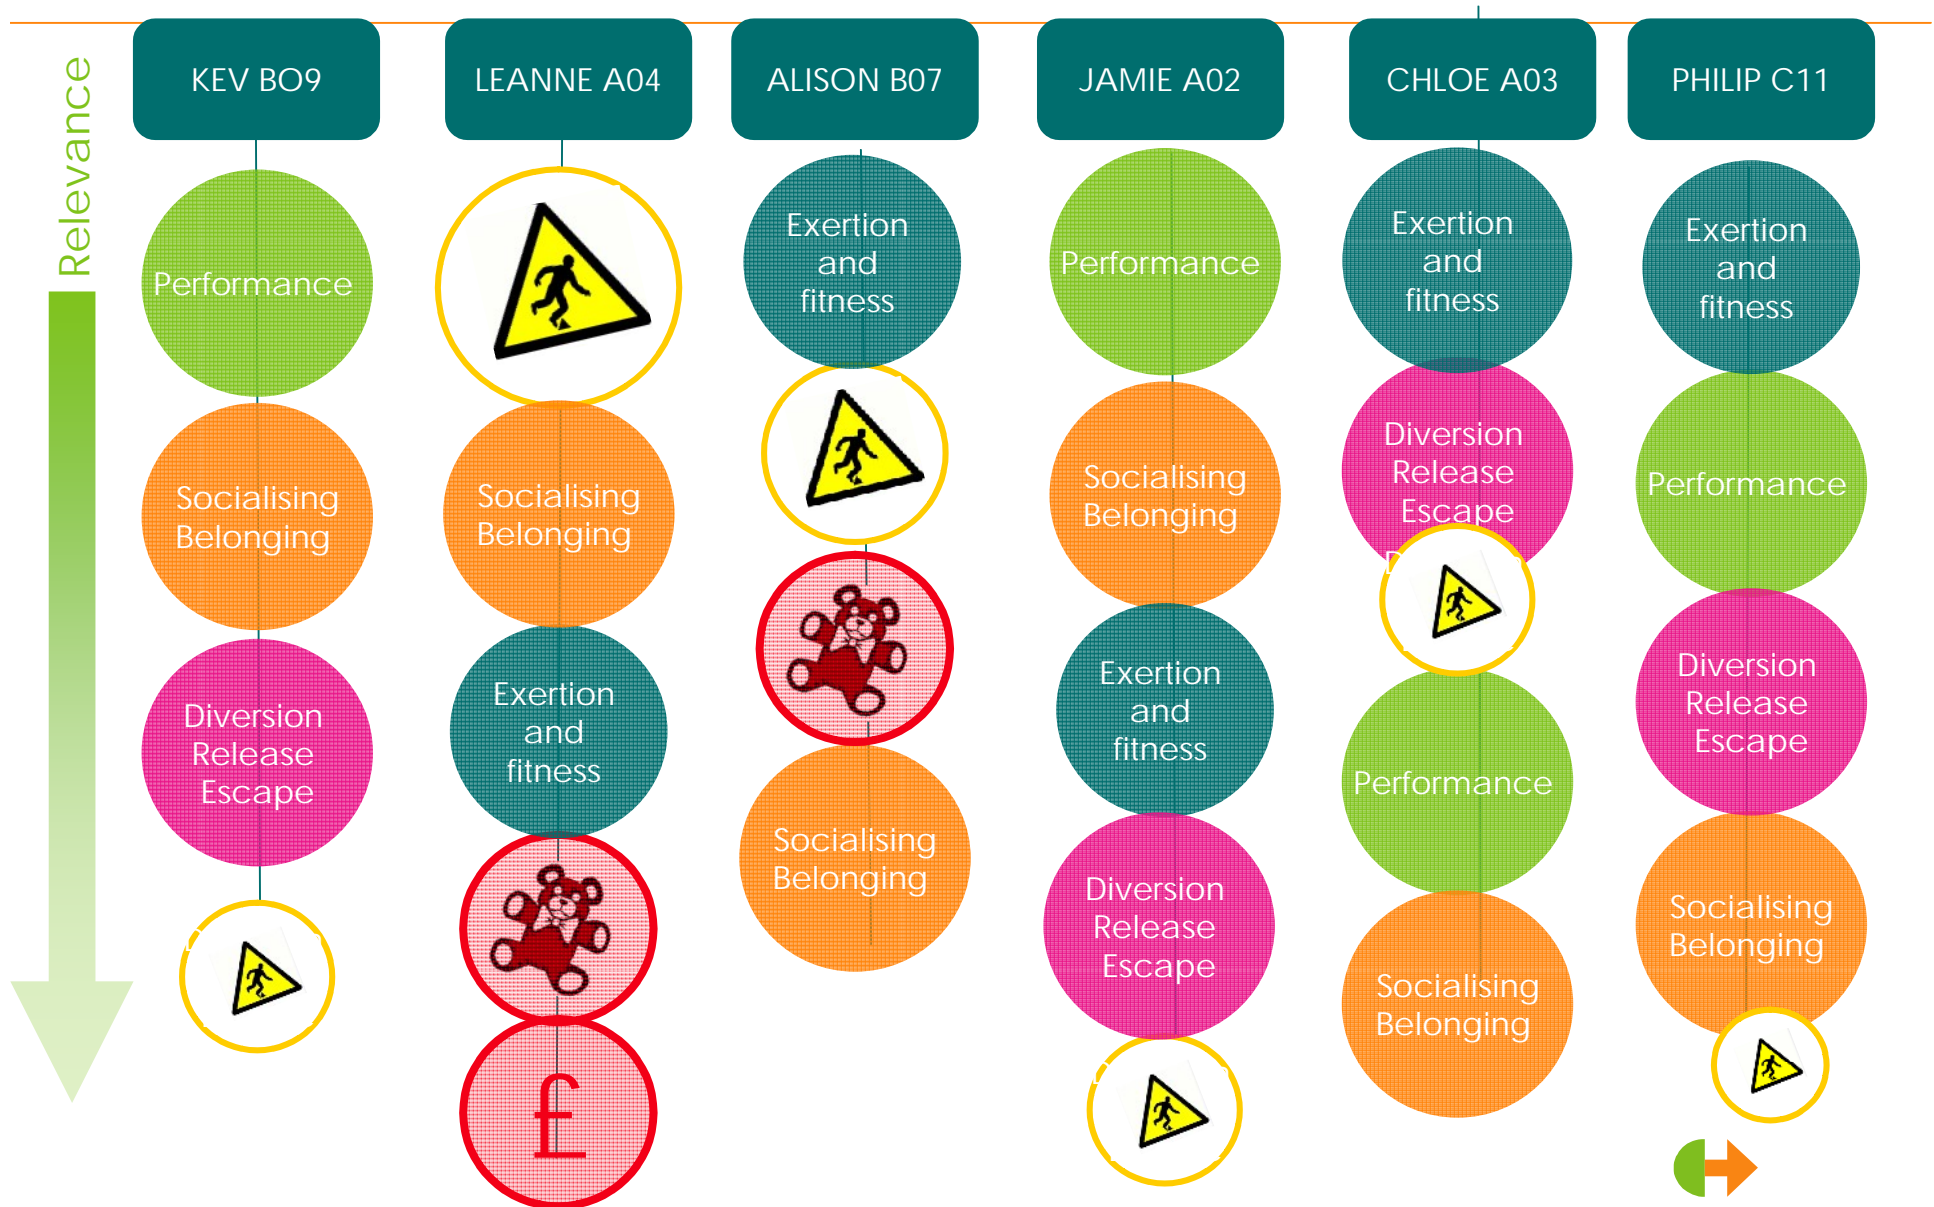 Relevance
KEV BO9
Performance
Socialising
Belonging
Diversion
Release
Escape
LEANNE A04
Socialising
Belonging
Exertion
and
fitness
£
ALISON B07
Exertion
and
fitness
Socialising
Belonging
JAMIE A02
Performance
Socialising
Belonging
Exertion
and
fitness
Diversion
Release
Escape
CHLOE A03
Exertion
and
fitness
Diversion
Release
Escape
Performance
Socialising
Belonging
PHILIP C11
Exertion
and
fitness
Performance
Diversion
Release
Escape
Socialising
Belonging